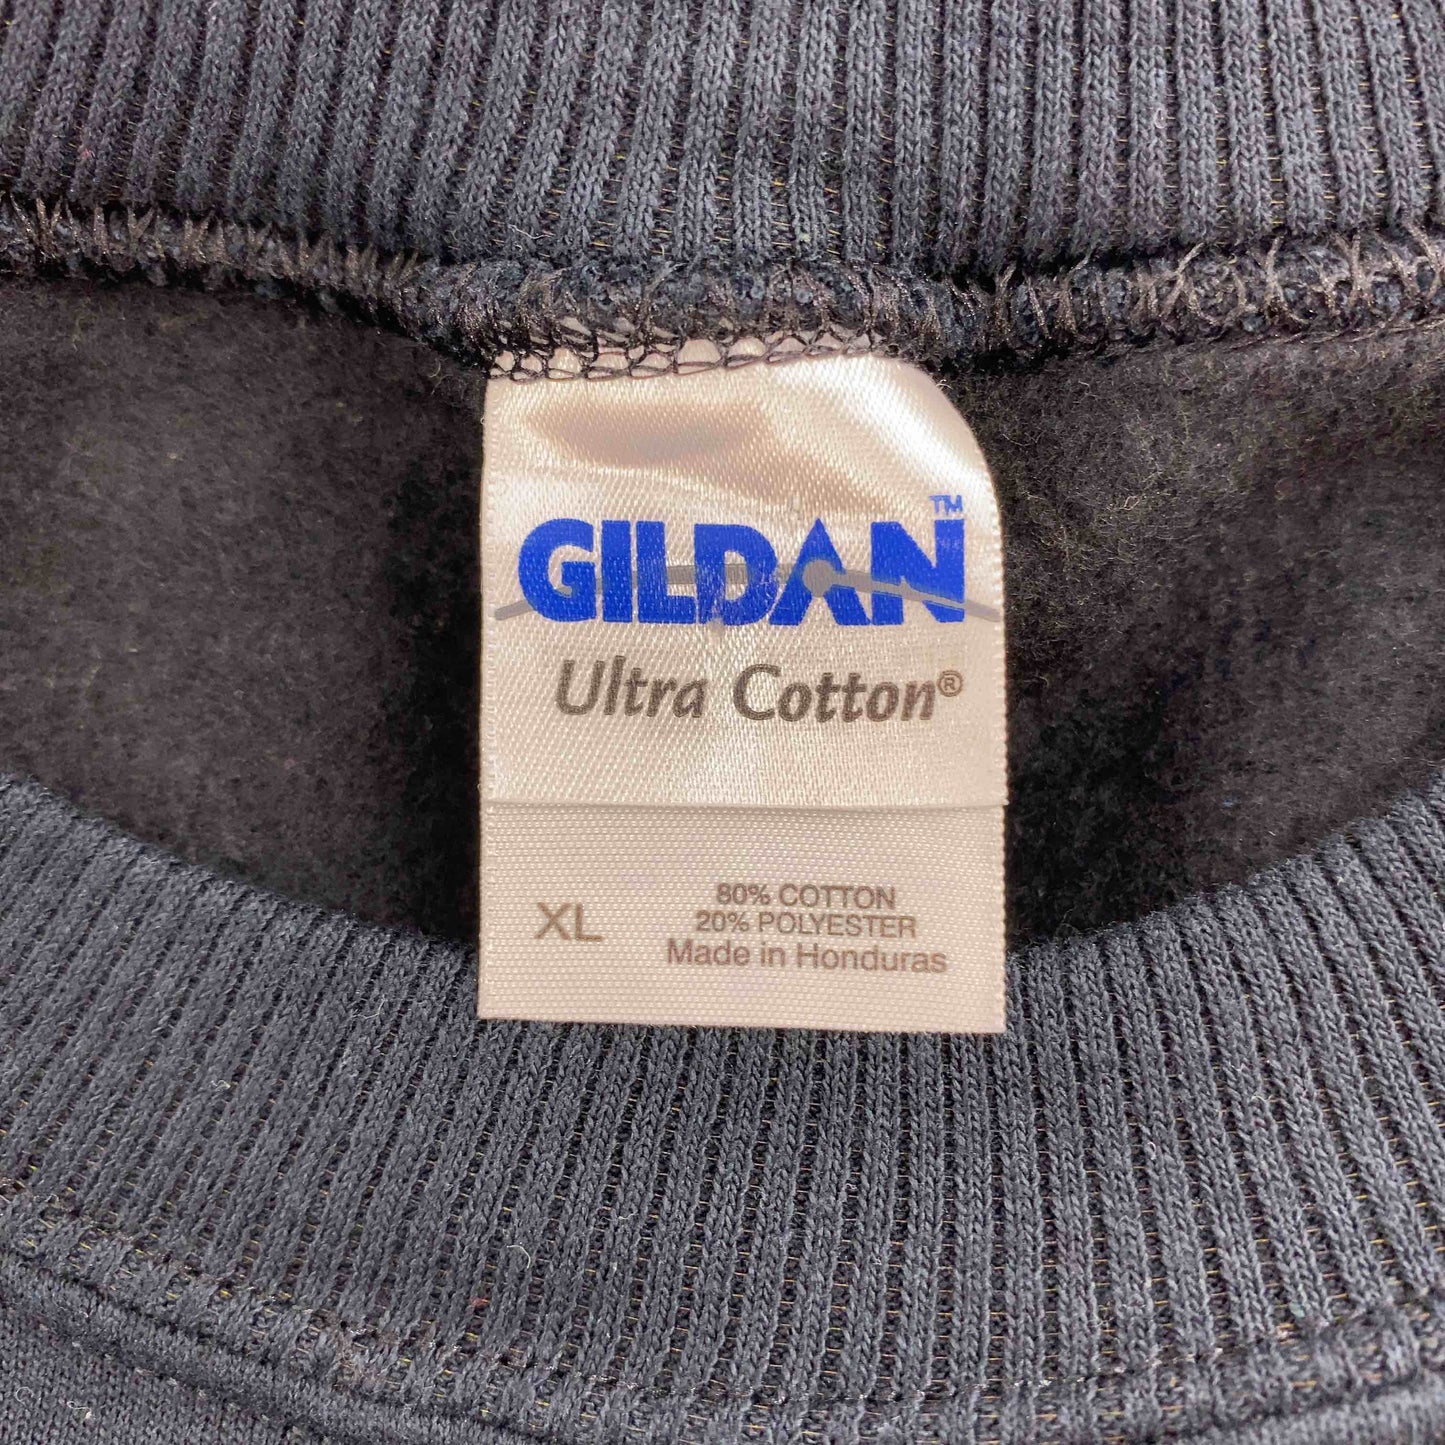 GILDAN™
Ultra Cotton®
XL
80% COTTON
20% POLYESTER
Made in Honduras